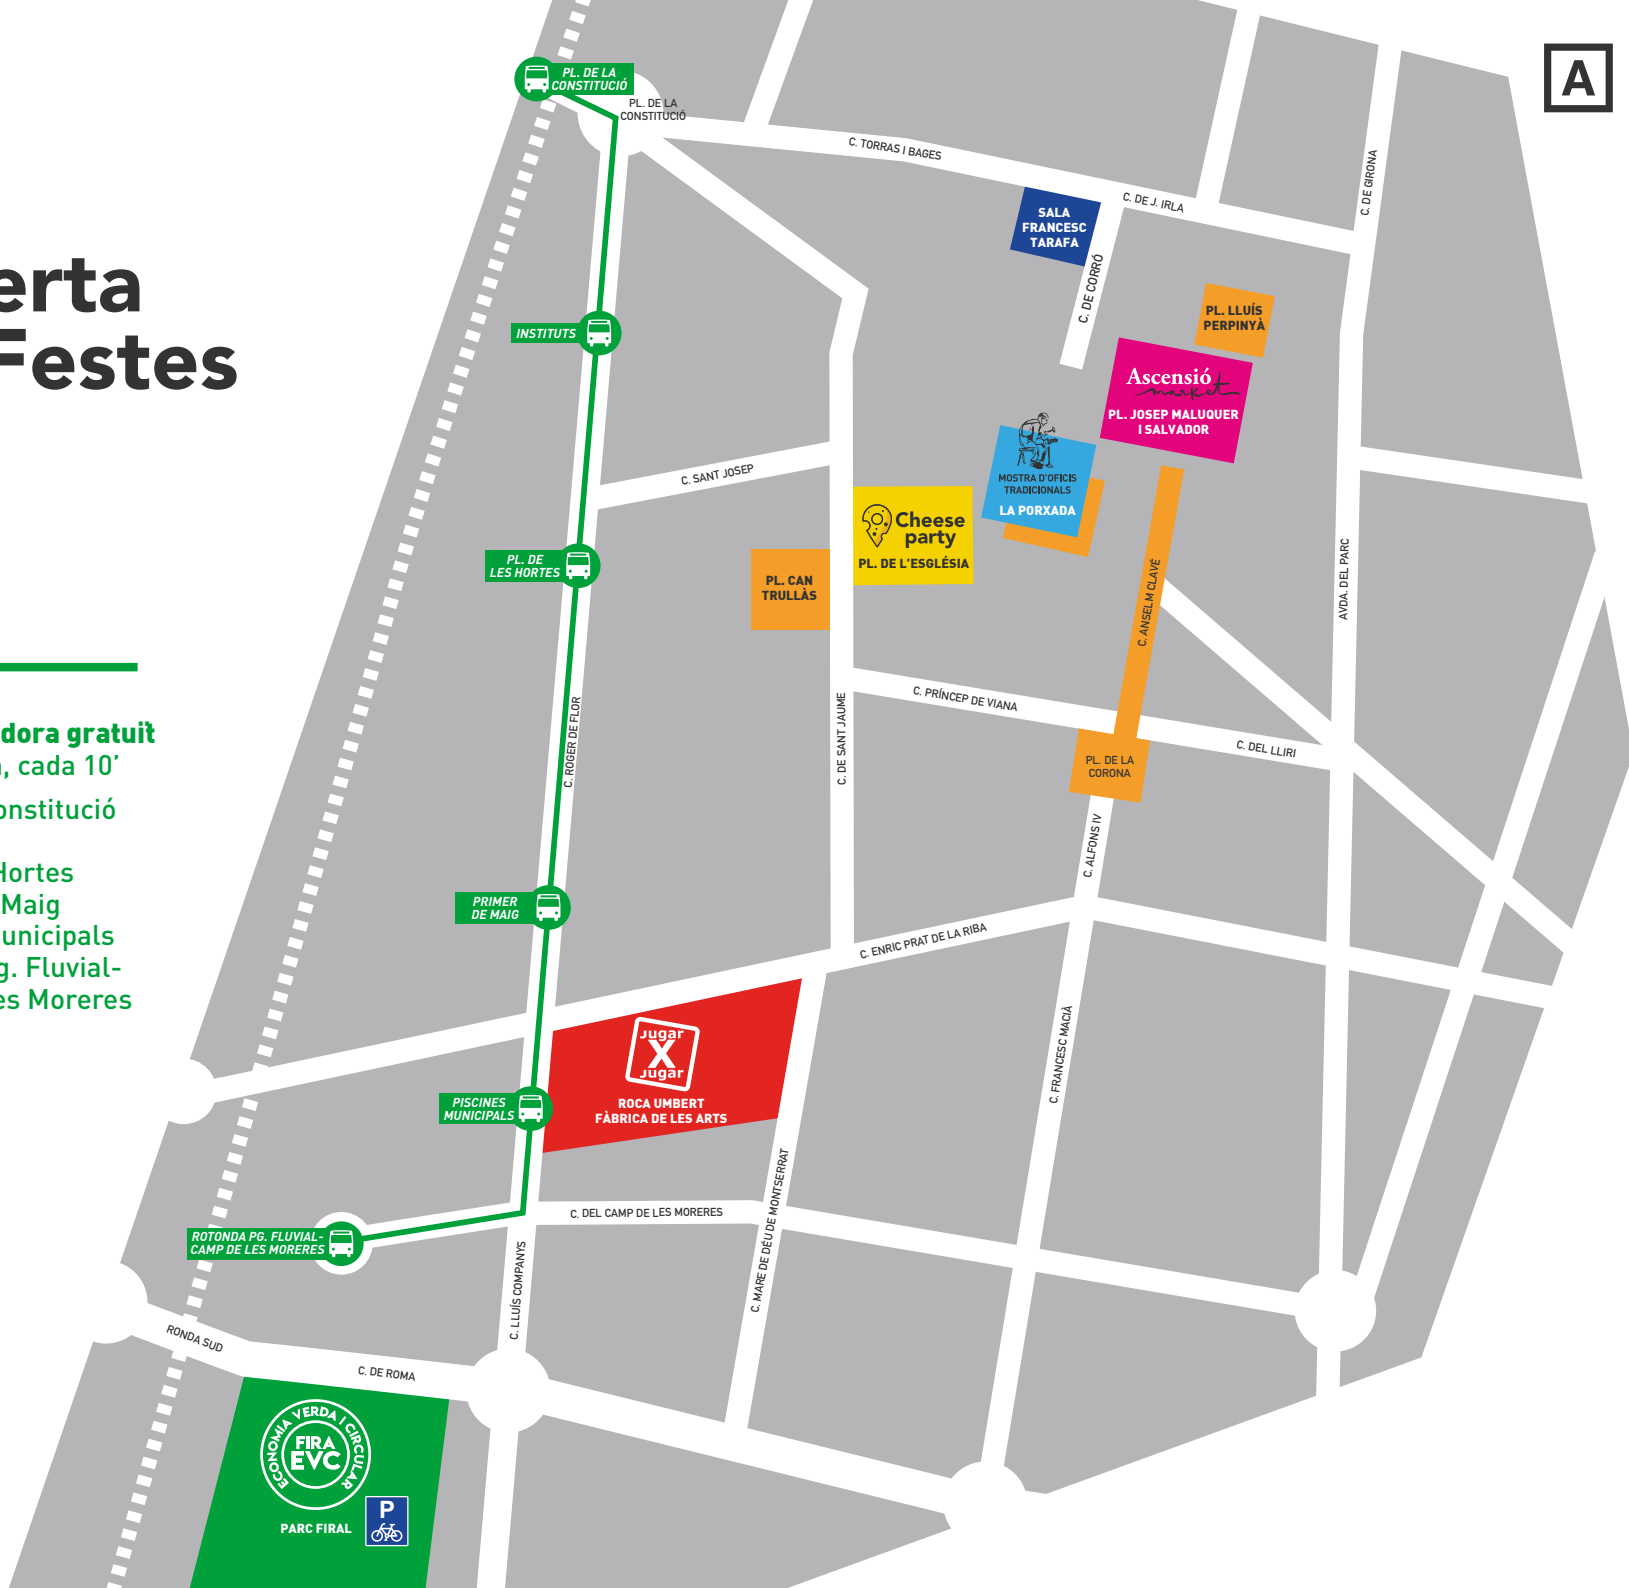 A
PL. DE LA
CONSTITUCIÓ
PL. DE LA
CONSTITUCIÓ
C. TORRAS I BAGES
C. DE J. IRLA
C. DE GIRONA
SALA
FRANCESC
TARAFA
C. DE CORRÓ
erta
Festes
INSTITUTS
PL. LLUÍS
PERPINYÀ
Ascensió
market
PL. JOSEP MALUQUER
I SALVADOR
C. SANT JOSEP
MOSTRA D'OFICIS
TRADICIONALS
LA PORXADA
Cheese
party
PL. DE L'ESGLÉSIA
PL. DE
LES HORTES
PL. CAN
TRULLÀS
C. ANSELM CLAVÉ
AVDA. DEL PARC
C. ROGER DE FLOR
C. DE SANT JAUME
C. PRÍNCEP DE VIANA
C. DEL LLIRI
PL. DE LA
CORONA
dora gratuït
, cada 10'
onstitució
Hortes
Maig
unicipals
g. Fluvial-
es Moreres
C. ALFONS IV
PRIMER
DE MAIG
C. ENRIC PRAT DE LA RIBA
Jugar
X
Jugar
ROCA UMBERT
FÀBRICA DE LES ARTS
C. FRANCESC MACIÀ
PISCINES
MUNICIPALS
C. MARE DE DÉU DE MONTSERRAT
C. DEL CAMP DE LES MORERES
ROTONDA PG. FLUVIAL-
CAMP DE LES MORERES
C. LLUÍS COMPANYS
RONDA SUD
C. DE ROMA
ECONOMIA VERDA I CIRCULAR
FIRA
EVC
P
PARC FIRAL